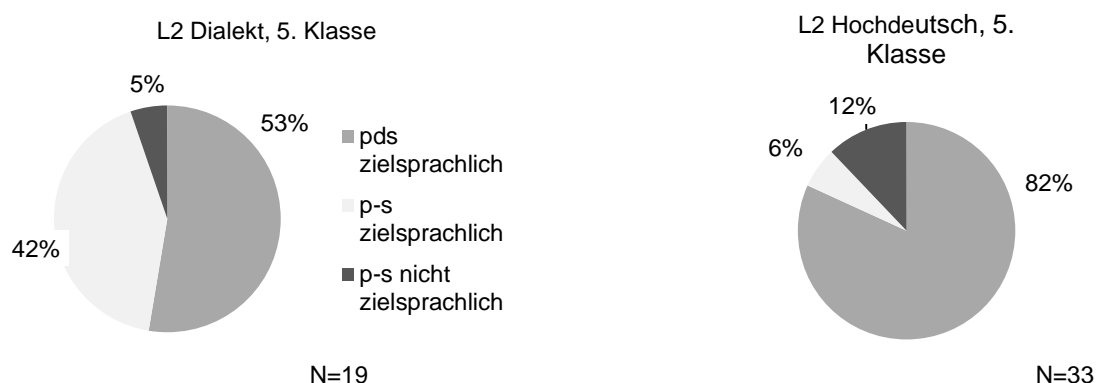 L2 Dialekt, 5. Klasse
5%
53%
42%
pds
zielsprachlich
p-s
zielsprachlich
p-s nicht
zielsprachlich
N=19
L2 Hochdeutsch, 5.
Klasse
12%
6%
82%
N=33